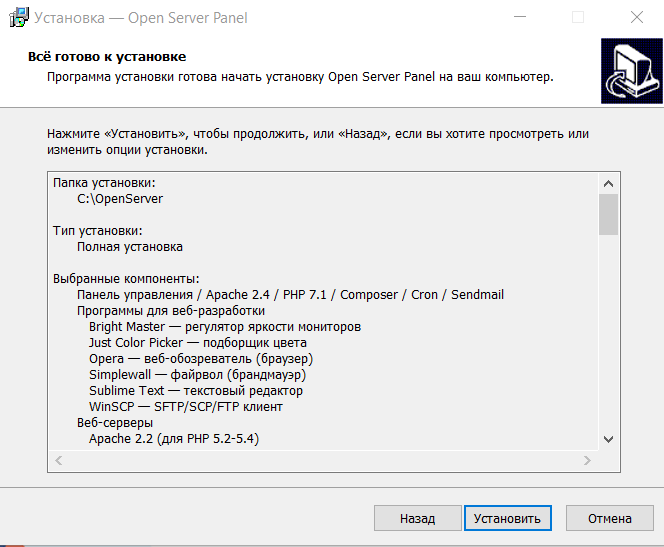 Установка — Open Server Panel
Всё готово к установке
Программа установки готова начать установку Open Server Panel на ваш компьютер.
Нажмите «Установить», чтобы продолжить, или «Назад», если вы хотите просмотреть или
изменить опции установки.
Папка установки:
C:\OpenServer
Тип установки:
Полная установка
Выбранные компоненты:
Панель управления / Apache 2.4 / PHP 7.1 / Composer / Cron / Sendmail
Программы для веб-разработки
Bright Master — регулятор яркости мониторов
Just Color Picker — подборщик цвета
Opera — веб-обозреватель (браузер)
Simplewall — файрвол (брандмауэр)
Sublime Text — текстовый редактор
WinSCP — SFTP/SCP/FTP клиент
Веб-серверы
Apache 2.2 (для PHP 5.2-5.4)
Назад
Установить
Отмена